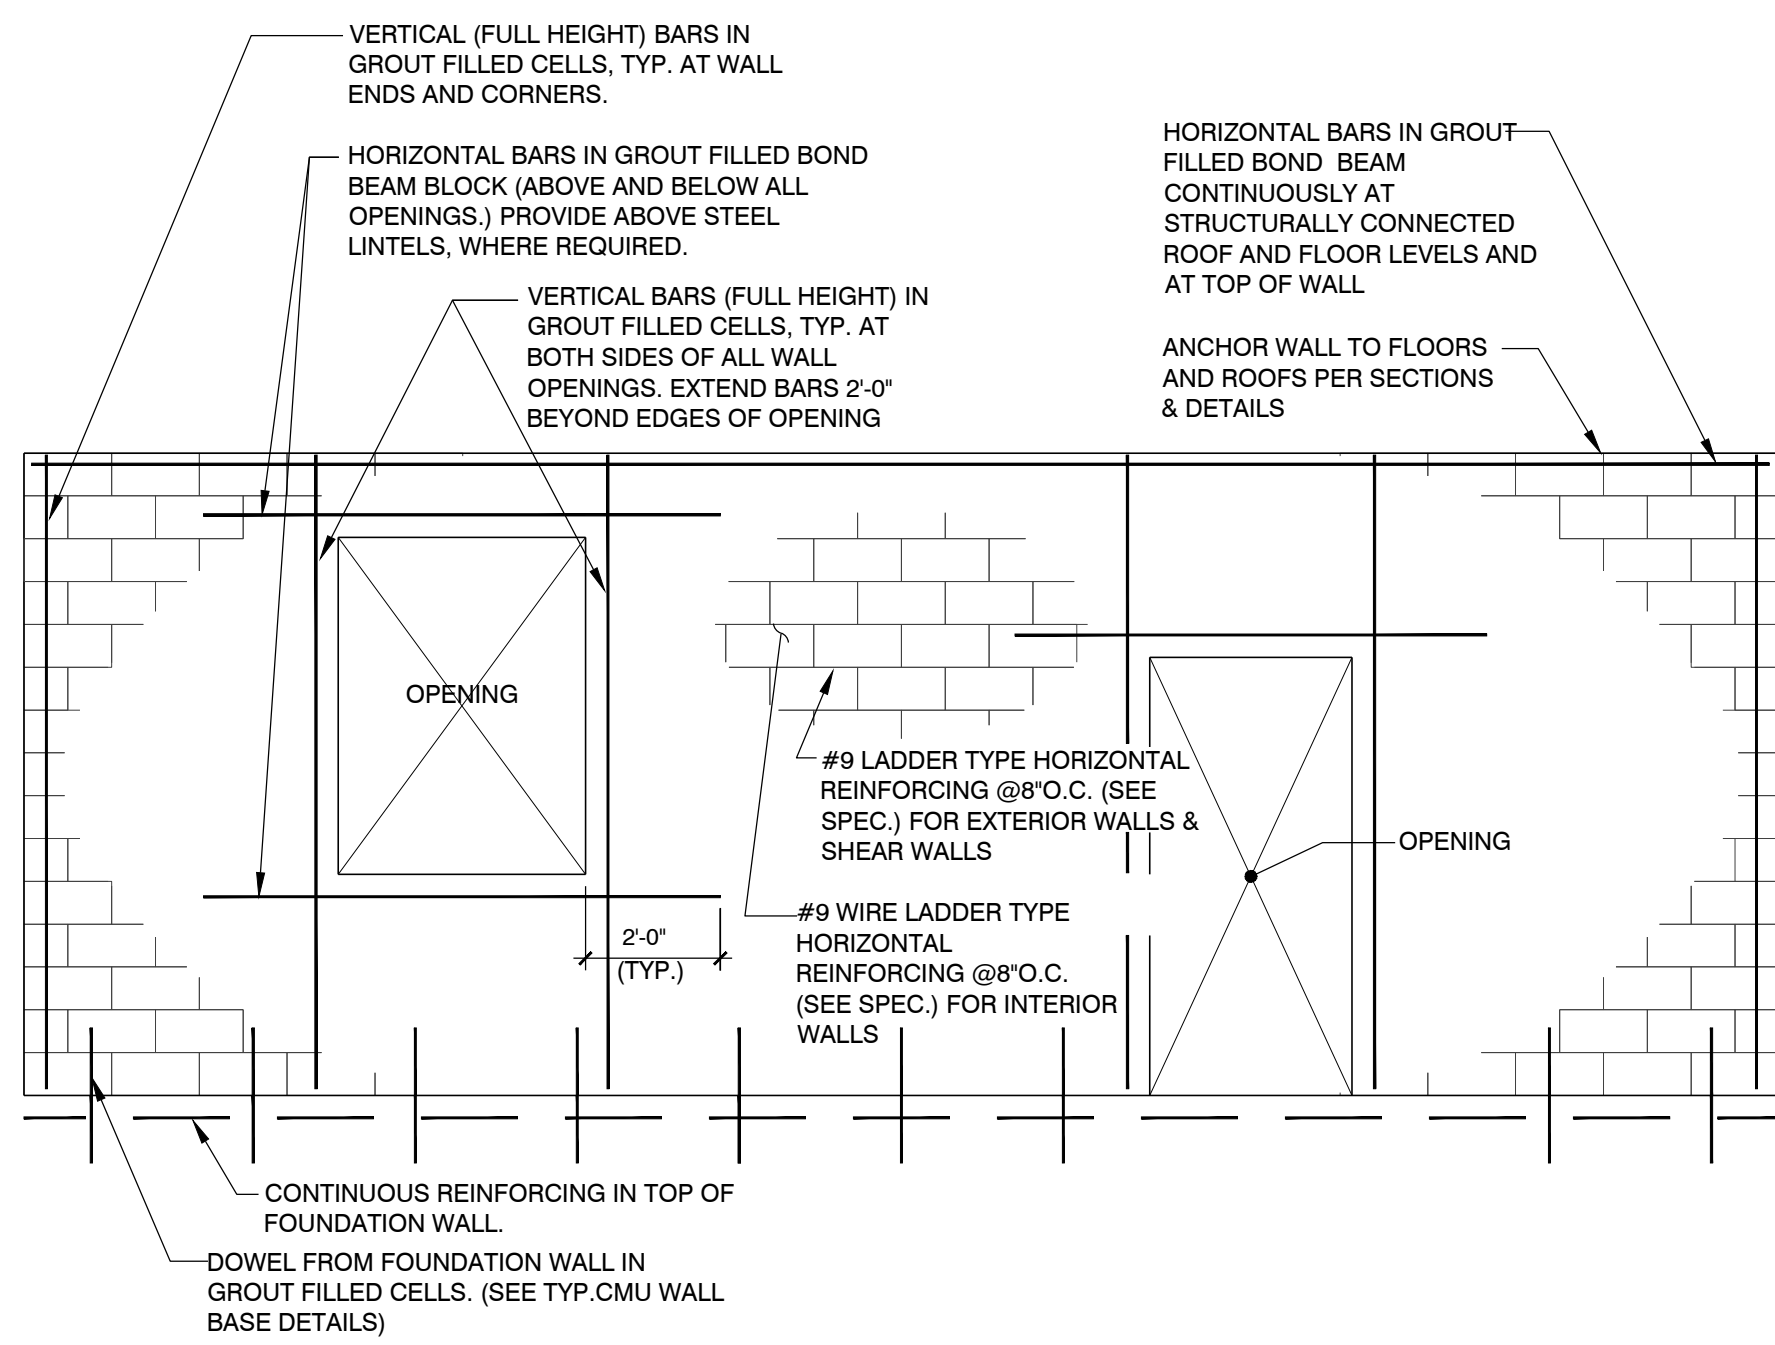 VERTICAL (FULL HEIGHT) BARS IN
GROUT FILLED CELLS, TYP. AT WALL
ENDS AND CORNERS.
HORIZONTAL BARS IN GROUT FILLED BOND
BEAM BLOCK (ABOVE AND BELOW ALL
OPENINGS.) PROVIDE ABOVE STEEL
LINTELS, WHERE REQUIRED.
VERTICAL BARS (FULL HEIGHT) IN
GROUT FILLED CELLS, TYP. AT
BOTH SIDES OF ALL WALL
OPENINGS. EXTEND BARS 2'-0"
BEYOND EDGES OF OPENING
HORIZONTAL BARS IN GROUT
FILLED BOND  BEAM
CONTINUOUSLY AT
STRUCTURALLY CONNECTED
ROOF AND FLOOR LEVELS AND
AT TOP OF WALL
ANCHOR WALL TO FLOORS
AND ROOFS PER SECTIONS
& DETAILS
OPENING
#9 LADDER TYPE HORIZONTAL
REINFORCING @8"O.C. (SEE
SPEC.) FOR EXTERIOR WALLS &
SHEAR WALLS
OPENING
#9 WIRE LADDER TYPE
HORIZONTAL
REINFORCING @8"O.C.
(SEE SPEC.) FOR INTERIOR
WALLS
2'-0"
(TYP.)
CONTINUOUS REINFORCING IN TOP OF
FOUNDATION WALL.
DOWEL FROM FOUNDATION WALL IN
GROUT FILLED CELLS. (SEE TYP.CMU WALL
BASE DETAILS)